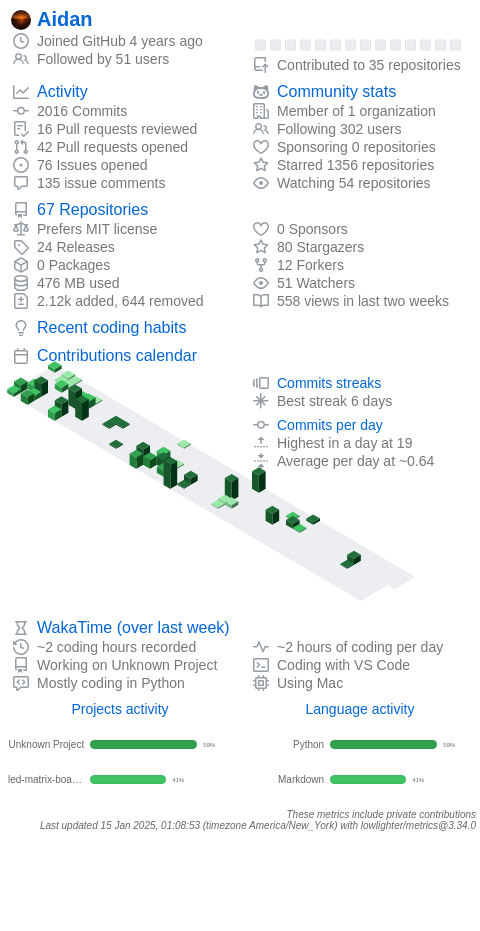 Aidan
Joined GitHub 4 years ago
Followed by 51 users
Contributed to 35 repositories
Activity
2016 Commits
16 Pull requests reviewed
42 Pull requests opened
76 Issues opened
135 issue comments
Community stats
Member of 1 organization
Following 302 users
Sponsoring 0 repositories
Starred 1356 repositories
Watching 54 repositories
67 Repositories
Prefers MIT license
24 Releases
0 Packages
476 MB used
2.12k added, 644 removed
0 Sponsors
80 Stargazers
12 Forkers
51 Watchers
558 views in last two weeks
Recent coding habits
Contributions calendar
Commits streaks
Best streak 6 days
Commits per day
Highest in a day at 19
Average per day at ~0.64
WakaTime (over last week)
~2 coding hours recorded
Working on Unknown Project
Mostly coding in Python
~2 hours of coding per day
Coding with VS Code
Using Mac
Projects activity
Unknown Project 59%
led-matrix-boa… 41%
Language activity
Python 59%
Markdown 41%
These metrics include private contributions
Last updated 15 Jan 2025, 01:08:53 (timezone America/New_York) with lowlighter/metrics@3.34.0